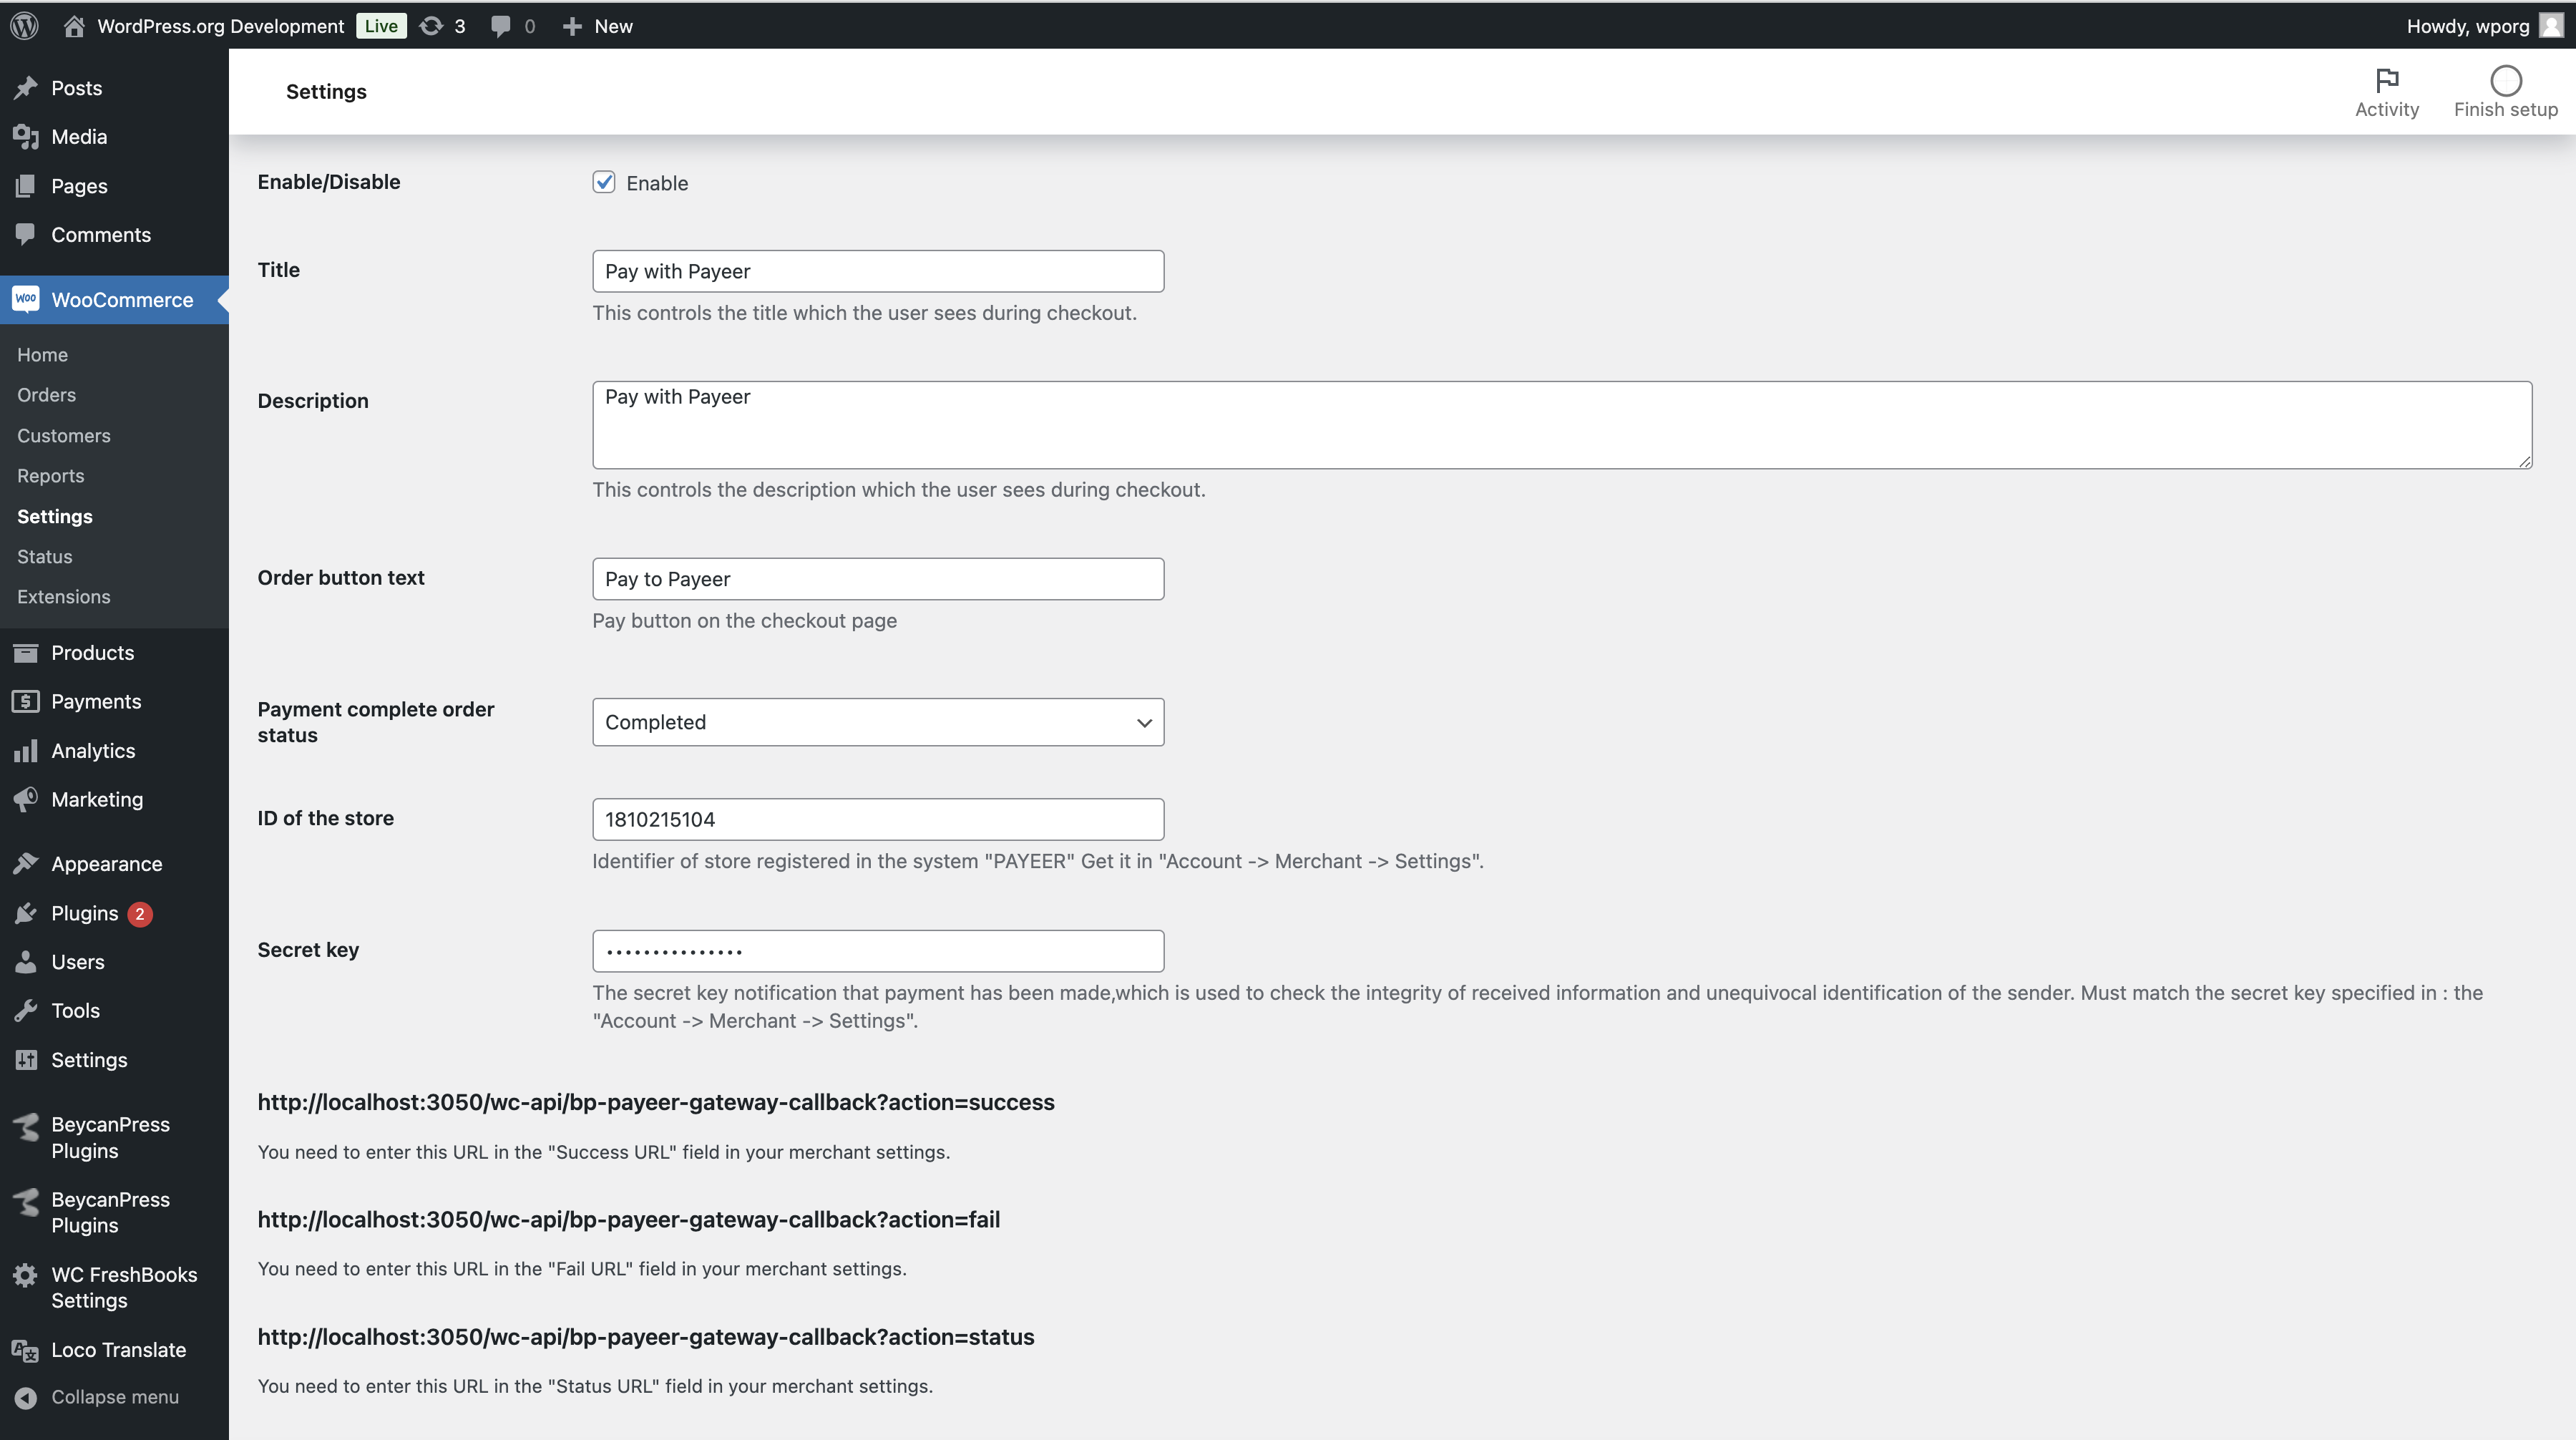 WordPress.org Development Live 3 0 New
Howdy, wporg
Posts
Media
Pages
Comments
Woo WooCommerce
Home
Orders
Customers
Reports
Settings
Status
Extensions
Products
Payments
Analytics
Marketing
Appearance
Plugins 2
Users
Tools
Settings
BeycanPress
Plugins
BeycanPress
Plugins
WC FreshBooks
Settings
Loco Translate
Collapse menu
Settings
Activity
Finish setup
Enable/Disable
Enable
Title
Pay with Payeer
This controls the title which the user sees during checkout.
Description
Pay with Payeer
This controls the description which the user sees during checkout.
Order button text
Pay to Payeer
Pay button on the checkout page
Payment complete order
status
Completed
ID of the store
1810215104
Identifier of store registered in the system "PAYEER" Get it in "Account -> Merchant -> Settings".
Secret key
•••••••••••••••
The secret key notification that payment has been made,which is used to check the integrity of received information and unequivocal identification of the sender. Must match the secret key specified in : the
"Account -> Merchant -> Settings".
http://localhost:3050/wc-api/bp-payeer-gateway-callback?action=success
You need to enter this URL in the "Success URL" field in your merchant settings.
http://localhost:3050/wc-api/bp-payeer-gateway-callback?action=fail
You need to enter this URL in the "Fail URL" field in your merchant settings.
http://localhost:3050/wc-api/bp-payeer-gateway-callback?action=status
You need to enter this URL in the "Status URL" field in your merchant settings.